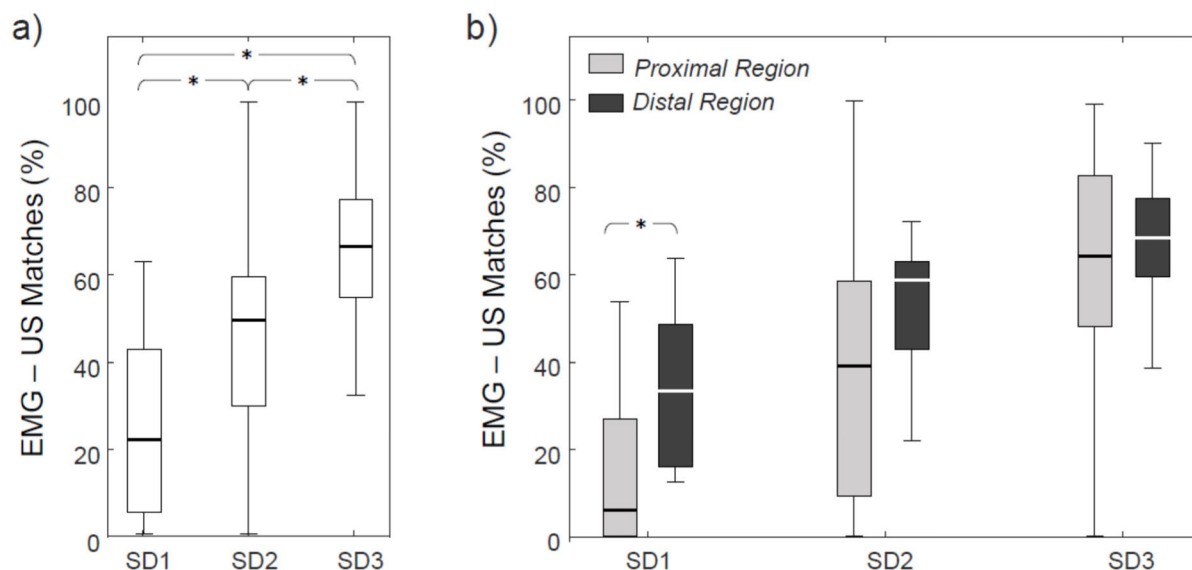 a)
*
* *
100
80
60
40
20
0
EMG – US Matches (%)
SD1 SD2 SD3
b)
Proximal Region
Distal Region
*
100
80
60
40
20
0
EMG – US Matches (%)
SD1 SD2 SD3